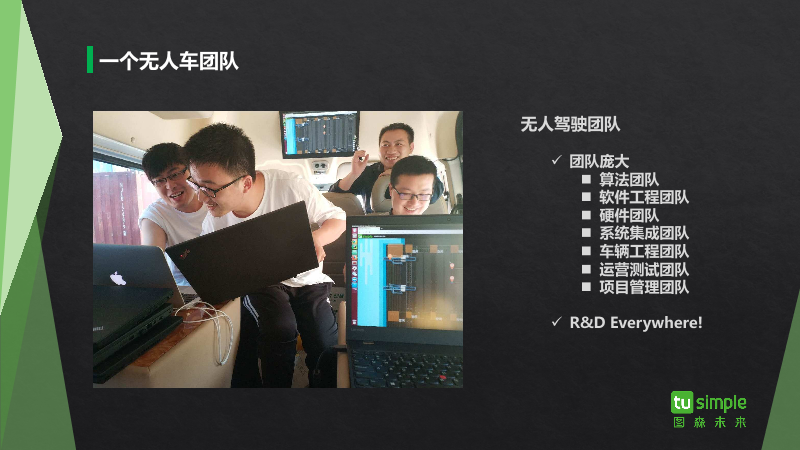 一个无人车团队
无人驾驶团队
✓ 团队庞大
■ 算法团队
■ 软件工程团队
■ 硬件团队
■ 系统集成团队
■ 车辆工程团队
■ 运营测试团队
■ 项目管理团队
✓ R&D Everywhere!
tusimple
图森未来